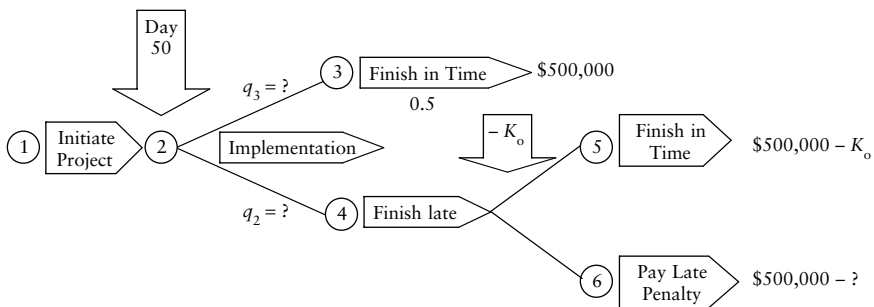 Day
50
q3 = ?
3
Finish in Time
$500,000
0.5
1
Initiate
Project
2
Implementation
– Ko
5
Finish in
Time
$500,000 – Ko
q2 = ?
4
Finish late
6
Pay Late
Penalty
$500,000 – ?